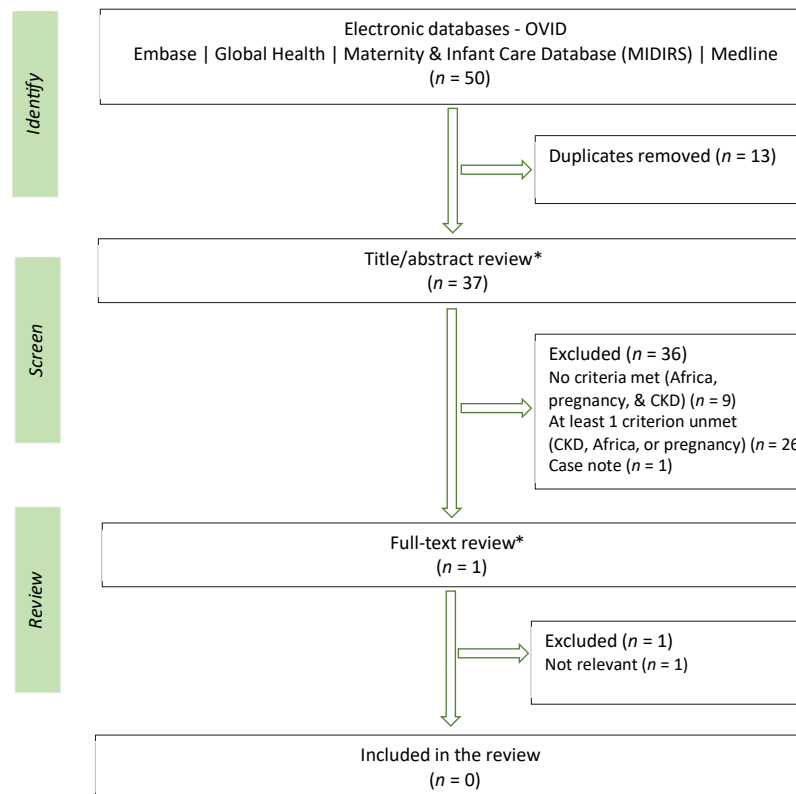 Identify
Electronic databases - OVID
Embase | Global Health | Maternity & Infant Care Database (MIDIRS) | Medline
(n = 50)
Duplicates removed (n = 13)
Screen
Title/abstract review*
(n = 37)
Excluded (n = 36)
No criteria met (Africa,
pregnancy, & CKD) (n = 9)
At least 1 criterion unmet
(CKD, Africa, or pregnancy) (n = 26
Case note (n = 1)
Review
Full-text review*
(n = 1)
Excluded (n = 1)
Not relevant (n = 1)
Included in the review
(n = 0)